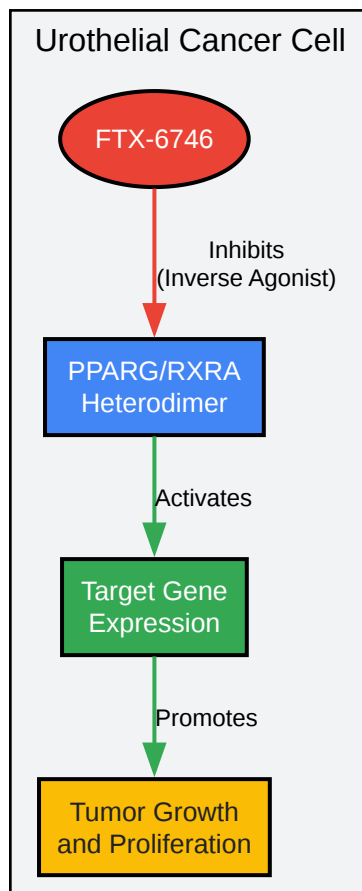 Urothelial Cancer Cell
FTX-6746
Inhibits
(Inverse Agonist)
PPARG/RXRA
Heterodimer
Activates
Target Gene
Expression
Promotes
Tumor Growth
and Proliferation